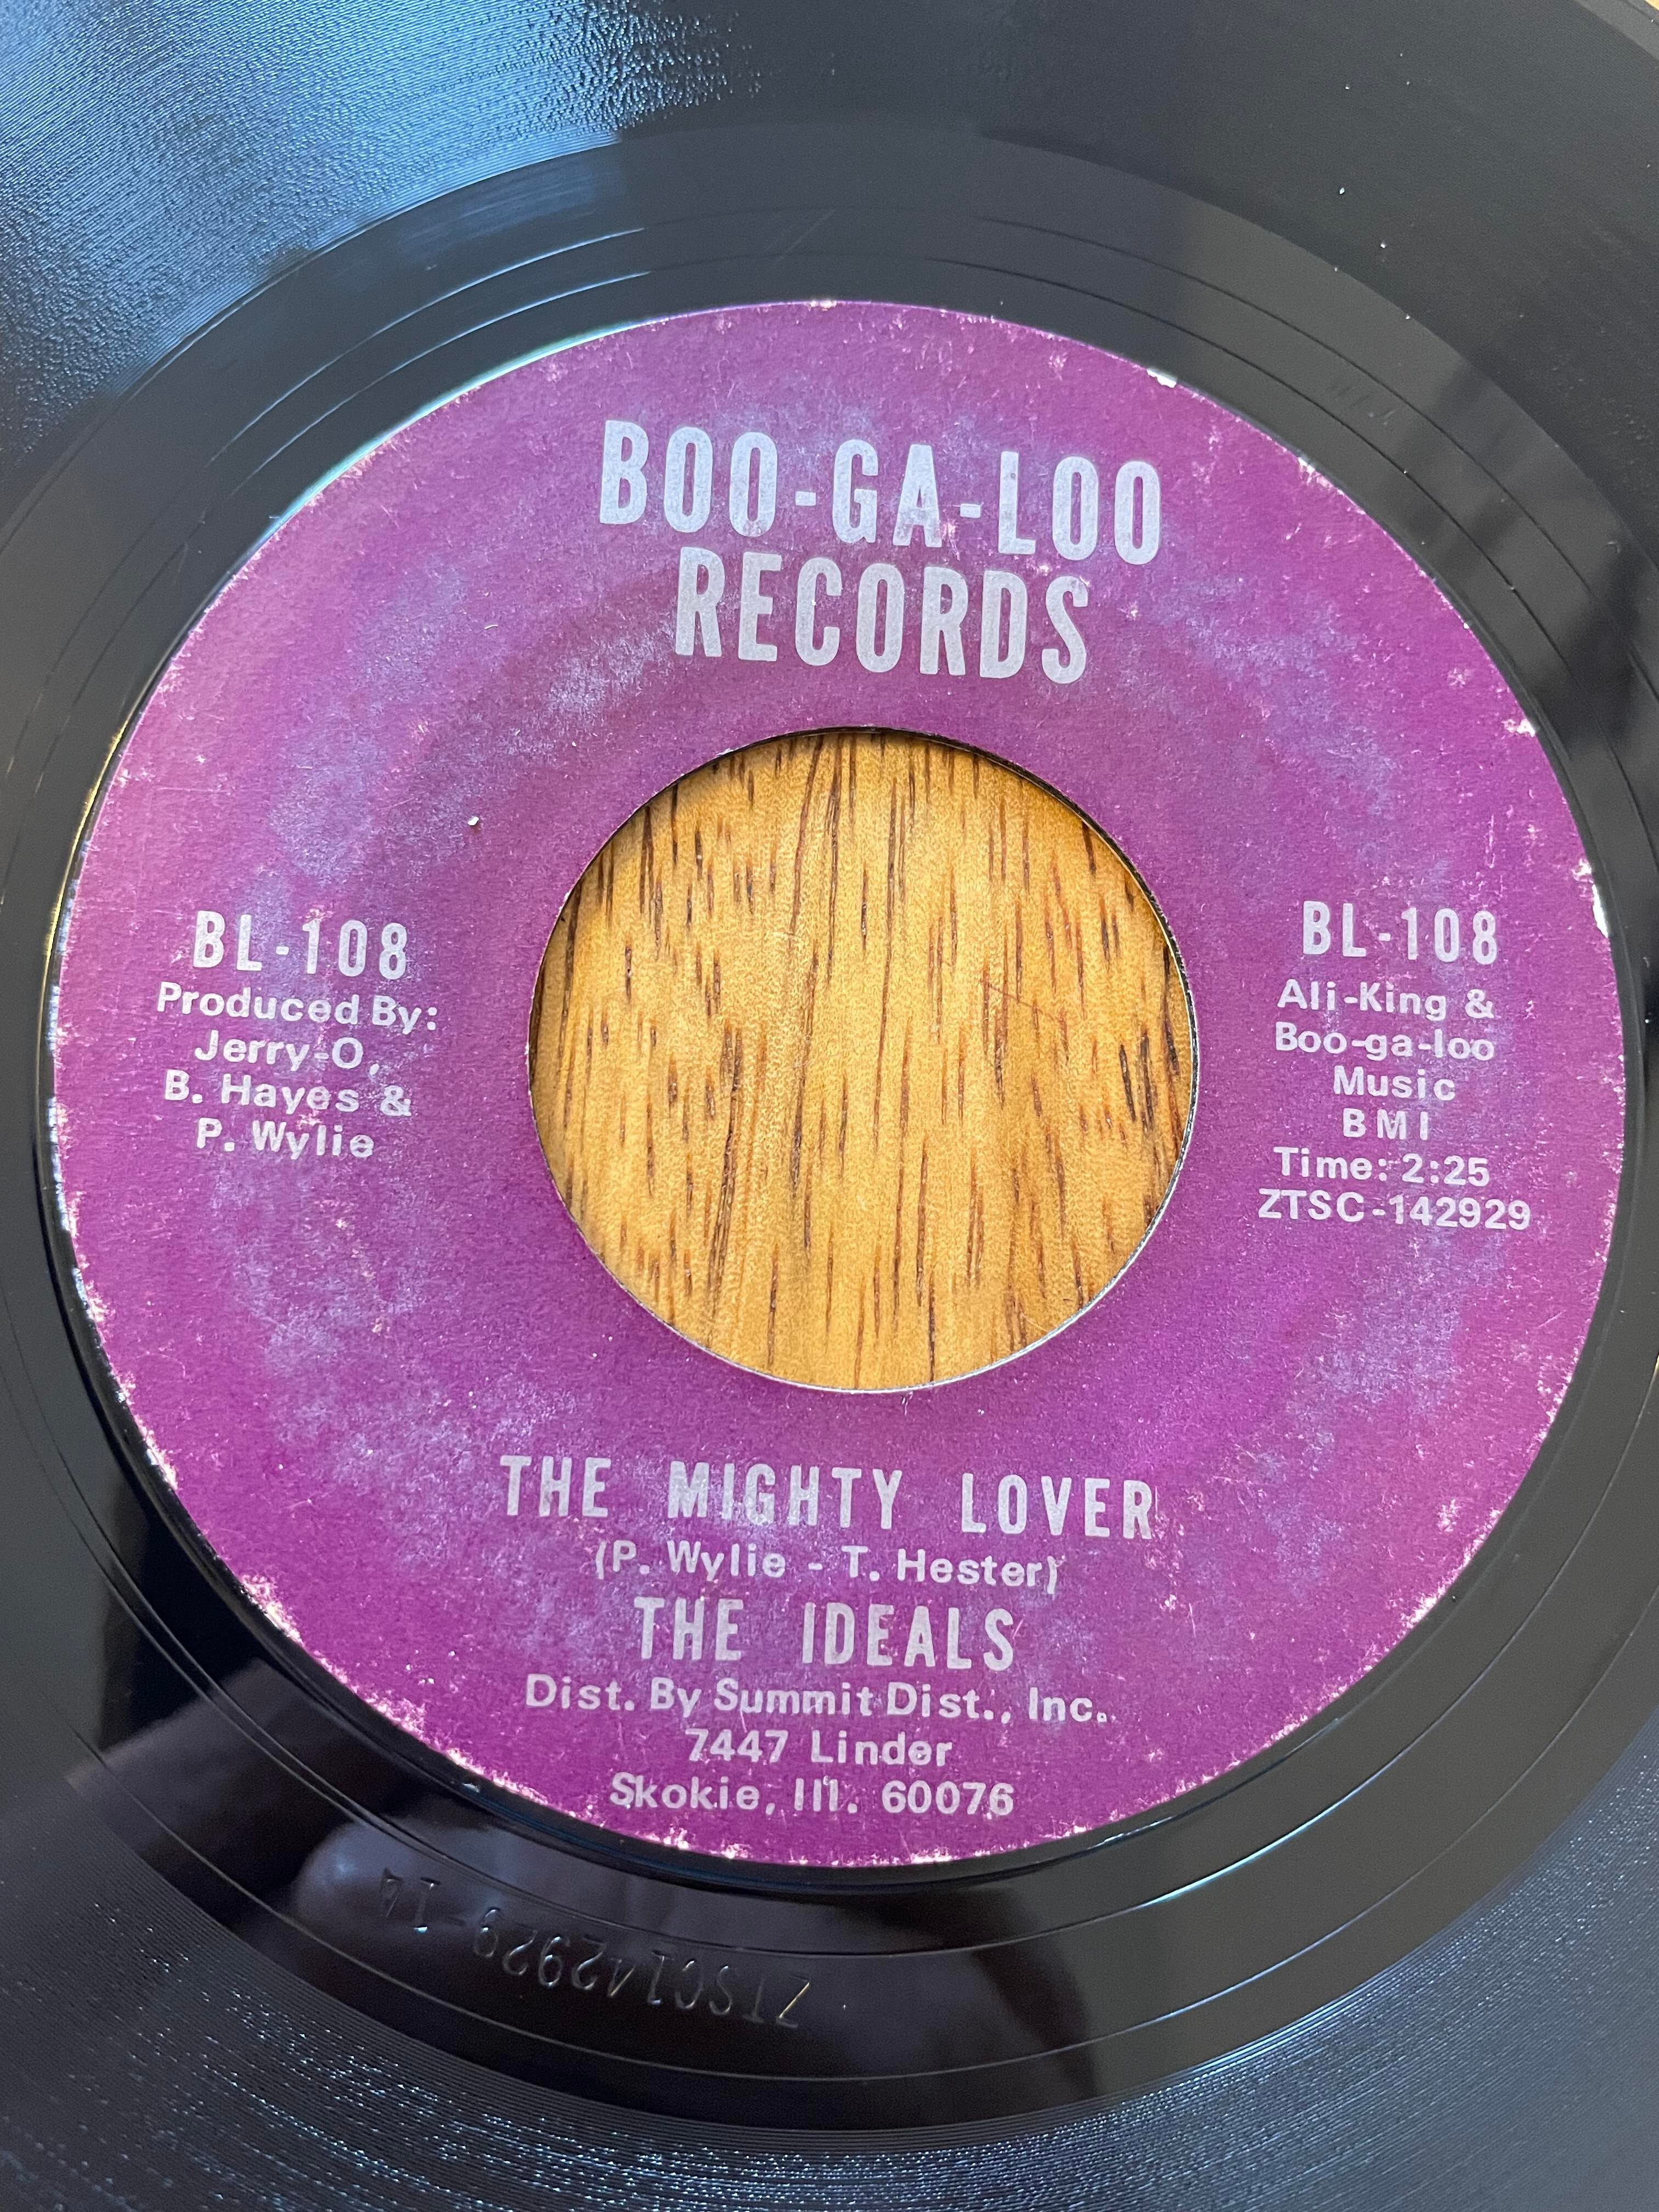 BOO-GA-LOO
RECORDS
BL-108
Produced By:
Jerry-O,
B. Hayes &
P. Wylie
BL-108
Ali-King &
Boo-ga-loo
Music
BMI
Time: 2:25
ZTSC-142929
THE MIGHTY LOVER
(P. Wylie - T. Hester)
THE IDEALS
Dist. By Summit Dist., Inc.
7447 Linder
Skokie, Ill. 60076
ZTSC142929-1A